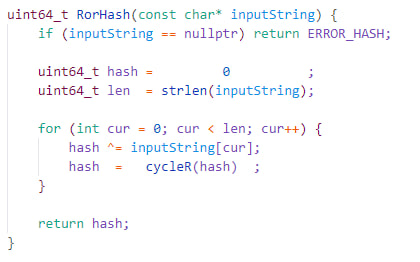 uint64_t RorHash(const char* inputString) {
    if (inputString == nullptr) return ERROR_HASH;
    uint64_t hash =         0          ;
    uint64_t len  = strlen(inputString);
    for (int cur = 0; cur < len; cur++) {
        hash ^= inputString[cur];
        hash  =   cycleR(hash)  ;
    }
    return hash;
}